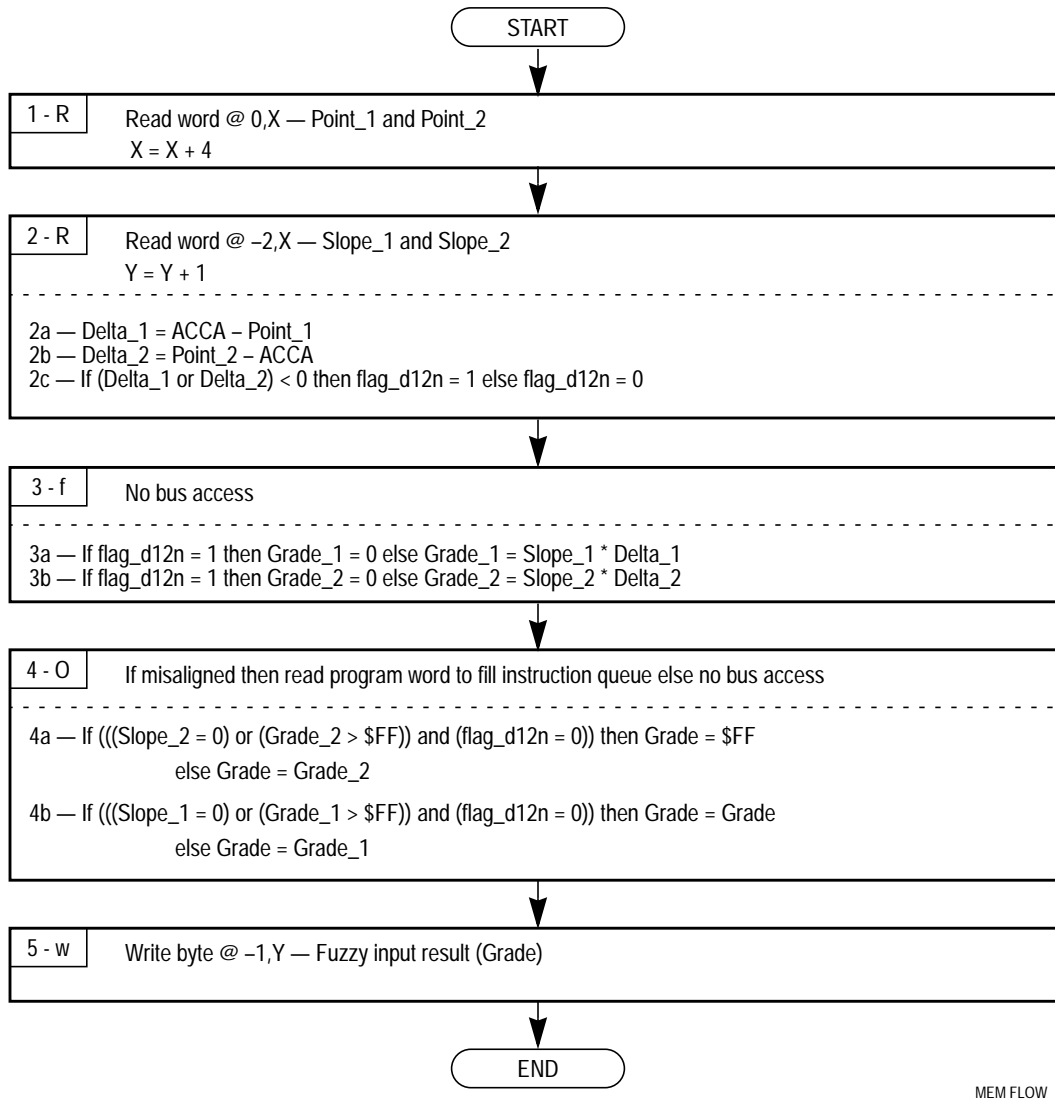 START
1 - R
Read word @ 0,X — Point_1 and Point_2
X = X + 4
2 - R
Read word @ –2,X — Slope_1 and Slope_2
Y = Y + 1
2a — Delta_1 = ACCA – Point_1
2b — Delta_2 = Point_2 – ACCA
2c — If (Delta_1 or Delta_2) < 0 then flag_d12n = 1 else flag_d12n = 0
3 - f
No bus access
3a — If flag_d12n = 1 then Grade_1 = 0 else Grade_1 = Slope_1 * Delta_1
3b — If flag_d12n = 1 then Grade_2 = 0 else Grade_2 = Slope_2 * Delta_2
4 - O
If misaligned then read program word to fill instruction queue else no bus access
4a — If (((Slope_2 = 0) or (Grade_2 > $FF)) and (flag_d12n = 0)) then Grade = $FF
else Grade = Grade_2
4b — If (((Slope_1 = 0) or (Grade_1 > $FF)) and (flag_d12n = 0)) then Grade = Grade
else Grade = Grade_1
5 - w
Write byte @ –1,Y — Fuzzy input result (Grade)
END
MEM FLOW